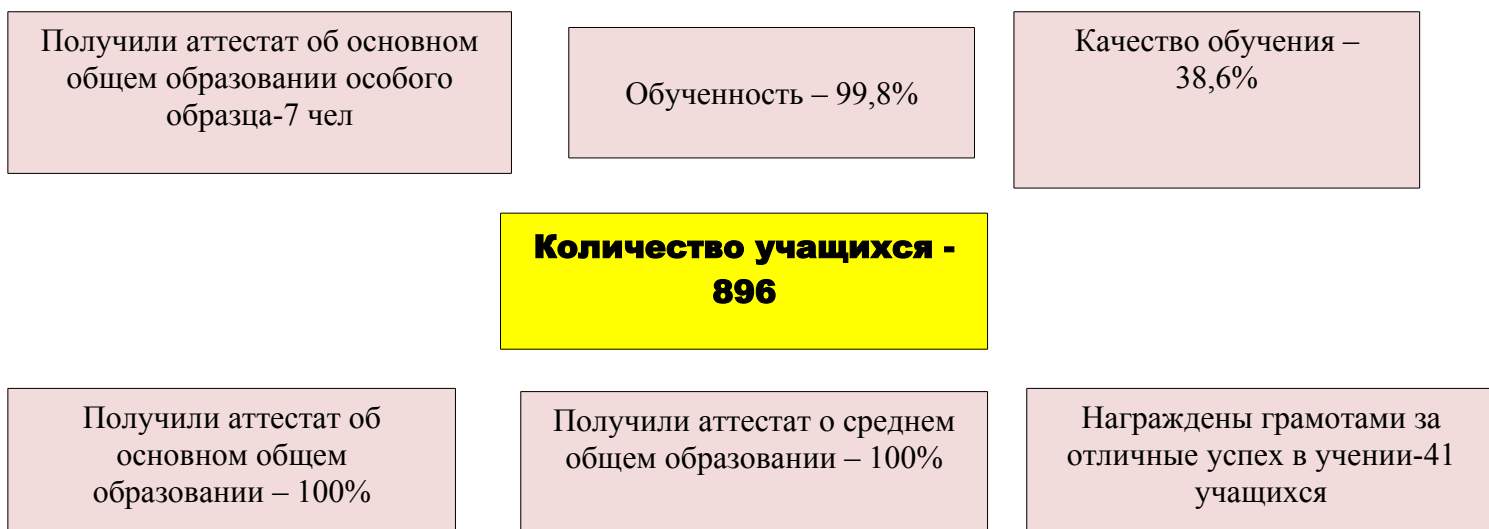 Получили аттестат об основном
общем образовании особого
образца-7 чел
Обученность – 99,8%
Качество обучения –
38,6%
Количество учащихся -
896
Получили аттестат об
основном общем
образовании – 100%
Получили аттестат о среднем
общем образовании – 100%
Награждены грамотами за
отличные успех в учении-41
учащихся